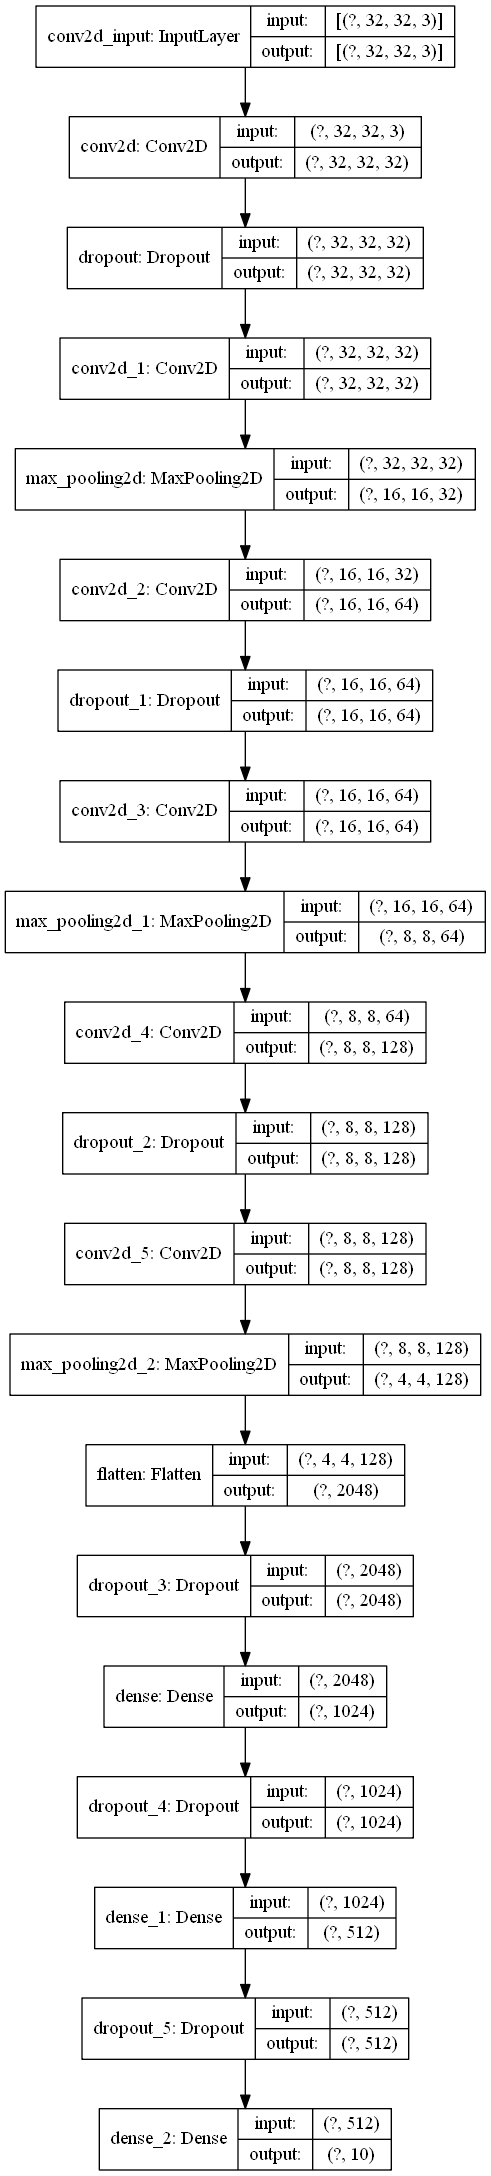 conv2d_input: InputLayer
input:
[(?, 32, 32, 3)]
output:
[(?, 32, 32, 3)]
conv2d: Conv2D
input:
(?, 32, 32, 3)
output:
(?, 32, 32, 32)
dropout: Dropout
input:
(?, 32, 32, 32)
output:
(?, 32, 32, 32)
conv2d_1: Conv2D
input:
(?, 32, 32, 32)
output:
(?, 32, 32, 32)
max_pooling2d: MaxPooling2D
input:
(?, 32, 32, 32)
output:
(?, 16, 16, 32)
conv2d_2: Conv2D
input:
(?, 16, 16, 32)
output:
(?, 16, 16, 64)
dropout_1: Dropout
input:
(?, 16, 16, 64)
output:
(?, 16, 16, 64)
conv2d_3: Conv2D
input:
(?, 16, 16, 64)
output:
(?, 16, 16, 64)
max_pooling2d_1: MaxPooling2D
input:
(?, 16, 16, 64)
output:
(?, 8, 8, 64)
conv2d_4: Conv2D
input:
(?, 8, 8, 64)
output:
(?, 8, 8, 128)
dropout_2: Dropout
input:
(?, 8, 8, 128)
output:
(?, 8, 8, 128)
conv2d_5: Conv2D
input:
(?, 8, 8, 128)
output:
(?, 8, 8, 128)
max_pooling2d_2: MaxPooling2D
input:
(?, 8, 8, 128)
output:
(?, 4, 4, 128)
flatten: Flatten
input:
(?, 4, 4, 128)
output:
(?, 2048)
dropout_3: Dropout
input:
(?, 2048)
output:
(?, 2048)
dense: Dense
input:
(?, 2048)
output:
(?, 1024)
dropout_4: Dropout
input:
(?, 1024)
output:
(?, 1024)
dense_1: Dense
input:
(?, 1024)
output:
(?, 512)
dropout_5: Dropout
input:
(?, 512)
output:
(?, 512)
dense_2: Dense
input:
(?, 512)
output:
(?, 10)